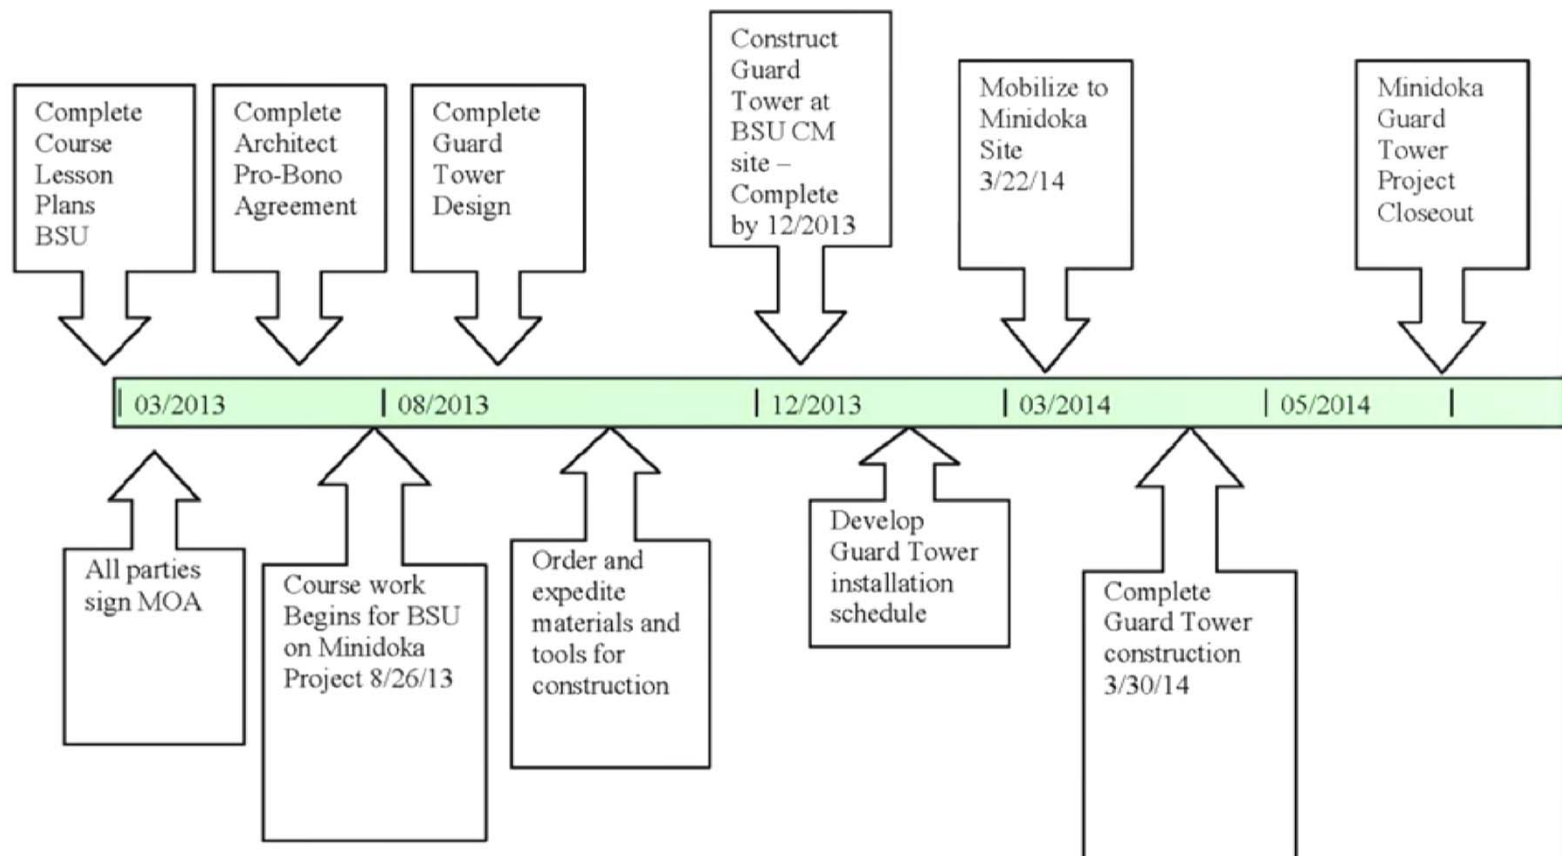 Complete
Course
Lesson
Plans
BSU
Complete
Architect
Pro-Bono
Agreement
Complete
Guard
Tower
Design
Construct
Guard
Tower at
BSU CM
site –
Complete
by 12/2013
Mobilize to
Minidoka
Site
3/22/14
Minidoka
Guard
Tower
Project
Closeout
03/2013
08/2013
12/2013
03/2014
05/2014
All parties
sign MOA
Course work
Begins for BSU
on Minidoka
Project 8/26/13
Order and
expedite
materials and
tools for
construction
Develop
Guard Tower
installation
schedule
Complete
Guard Tower
construction
3/30/14